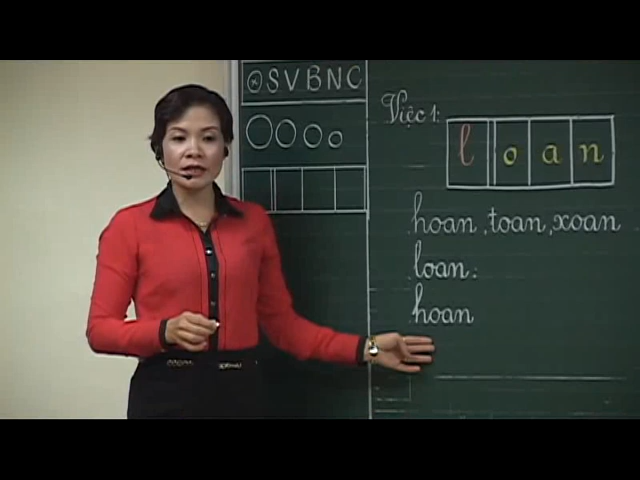 SVBNC
Việc 1:
l o a n
hoan, toan, xoan
loan.
hoan